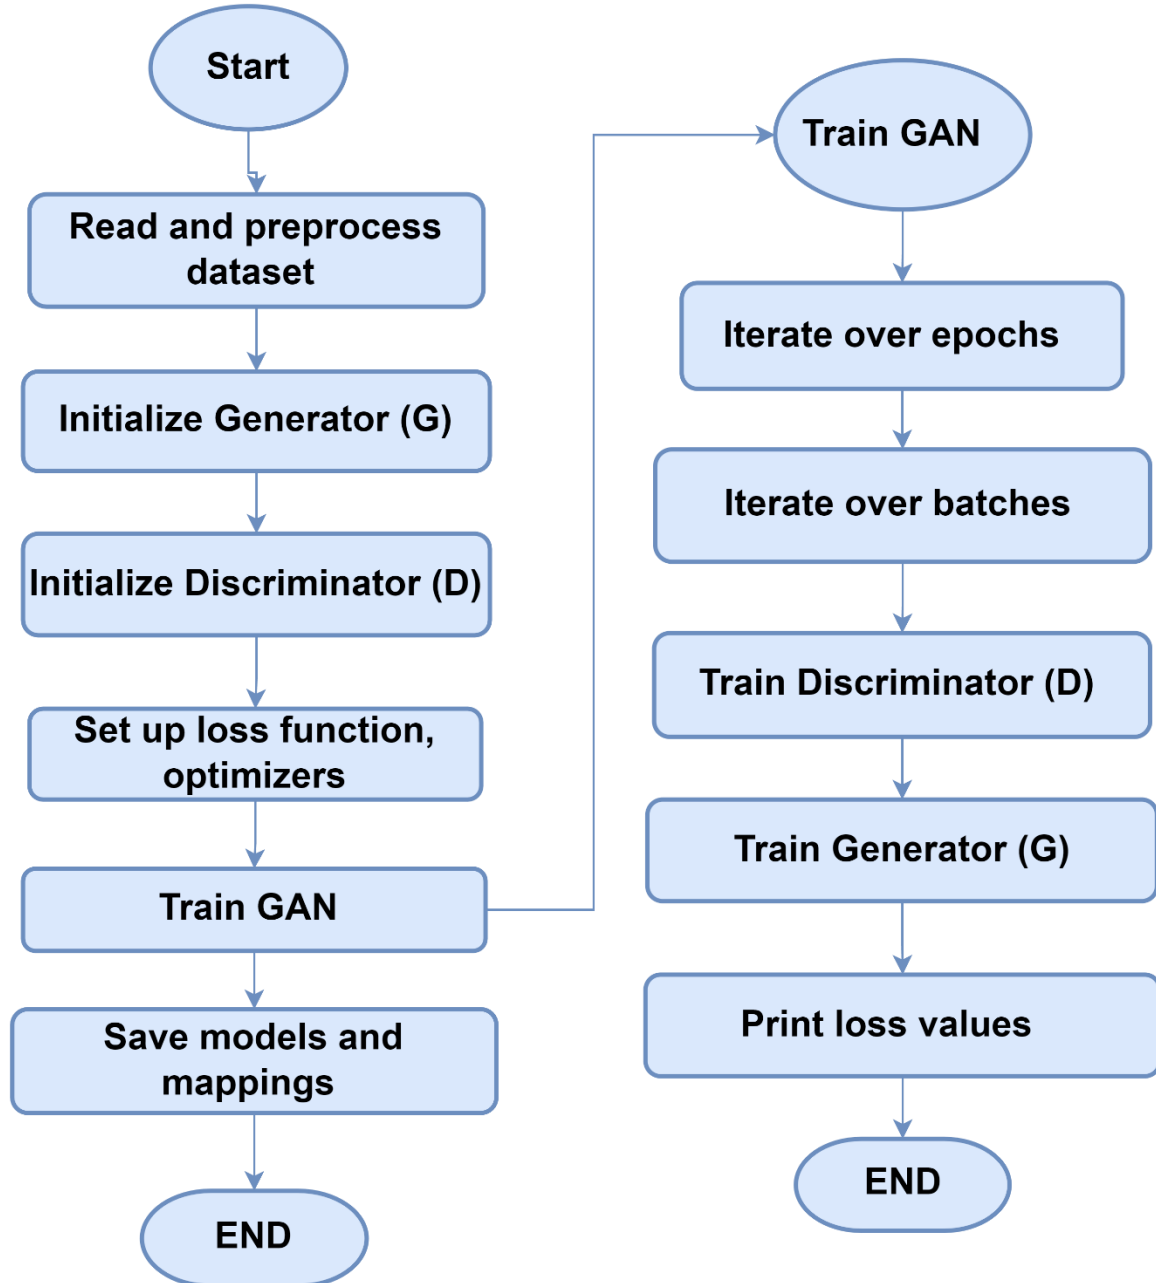 Start
Read and preprocess
dataset
Initialize Generator (G)
Initialize Discriminator (D)
Set up loss function,
optimizers
Train GAN
Save models and
mappings
END
Train GAN
Iterate over epochs
Iterate over batches
Train Discriminator (D)
Train Generator (G)
Print loss values
END